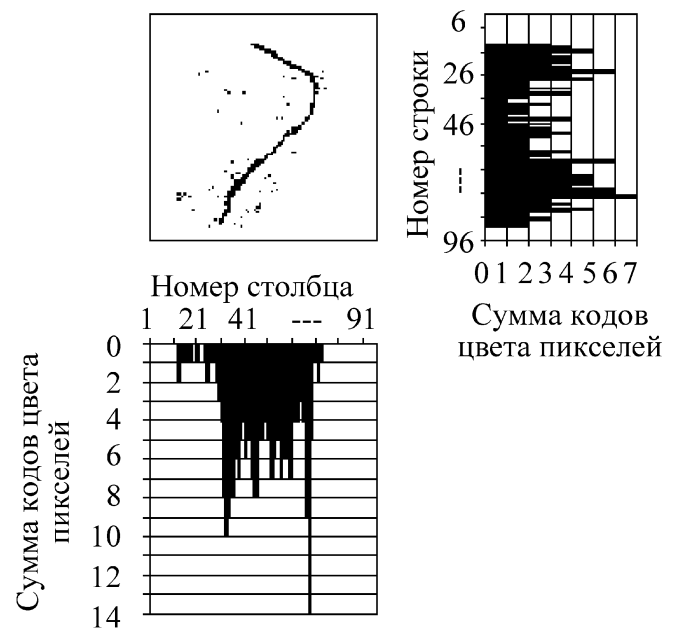 6
26
46
---
96
Номер строки
0 1 2 3 4 5 6 7
Сумма кодов
цвета пикселей
Номер столбца
1 21 41 --- 91
0
2
4
6
8
10
12
14
Сумма кодов цвета
пикселей